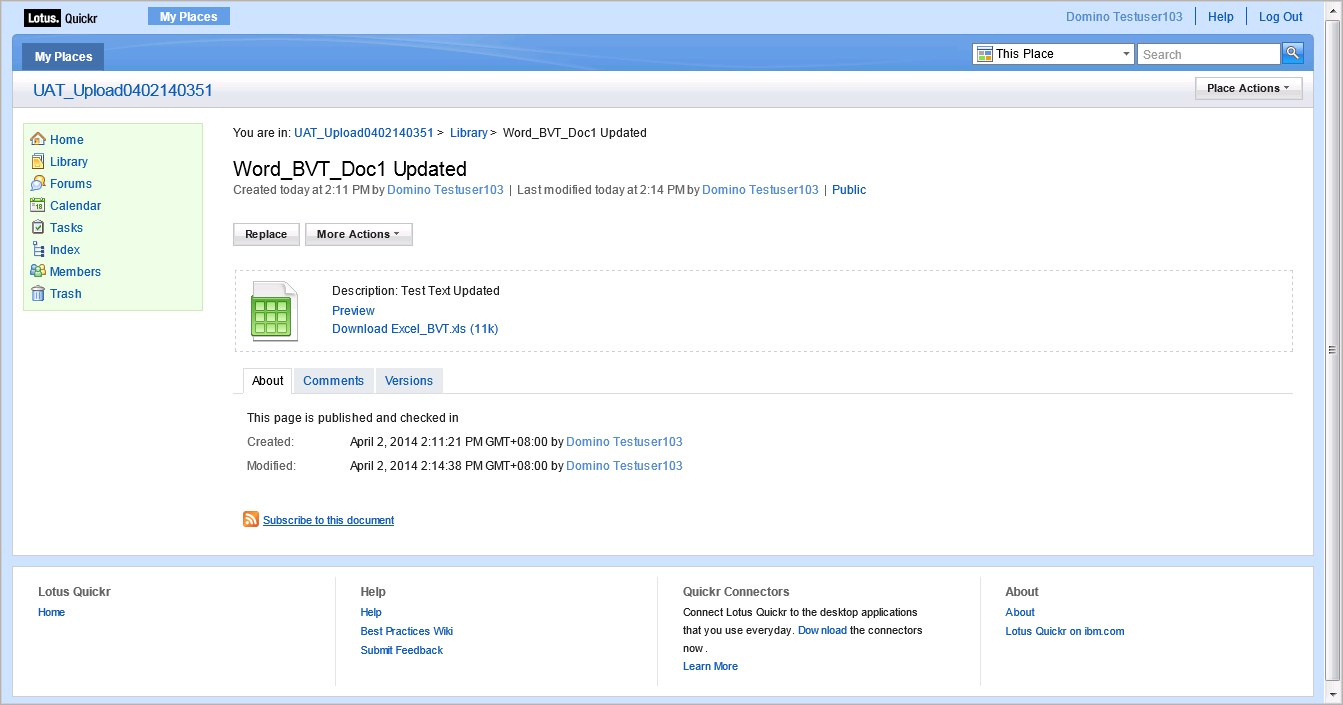 Lotus. Quickr My Places Domino Testuser103 Help Log Out
My Places This Place Search
UAT_Upload0402140351 Place Actions
Home
Library
Forums
18 Calendar
Tasks
Index
Members
Trash
You are in: UAT_Upload0402140351 > Library > Word_BVT_Doc1 Updated
Word_BVT_Doc1 Updated
Created today at 2:11 PM by Domino Testuser103 | Last modified today at 2:14 PM by Domino Testuser103 | Public
Replace More Actions
Description: Test Text Updated
Preview
Download Excel_BVT.xls (11k)
About Comments Versions
This page is published and checked in
Created: April 2, 2014 2:11:21 PM GMT+08:00 by Domino Testuser103
Modified: April 2, 2014 2:14:38 PM GMT+08:00 by Domino Testuser103
Subscribe to this document
Lotus Quickr
Home
Help
Help
Best Practices Wiki
Submit Feedback
Quickr Connectors
Connect Lotus Quickr to the desktop applications
that you use everyday. Download the connectors
now .
Learn More
About
About
Lotus Quickr on ibm.com